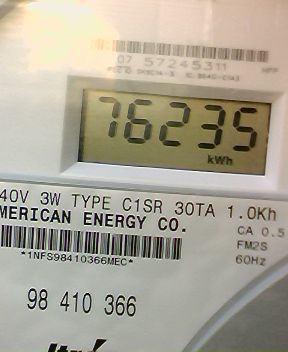 07 57245311
76235
kWh
40V 3W TYPE C1SR 30TA 1.0Kh
MERICAN ENERGY CO.
CA 0.5
FM2S
60Hz
*1NFS98410366MEC*
98 410 366